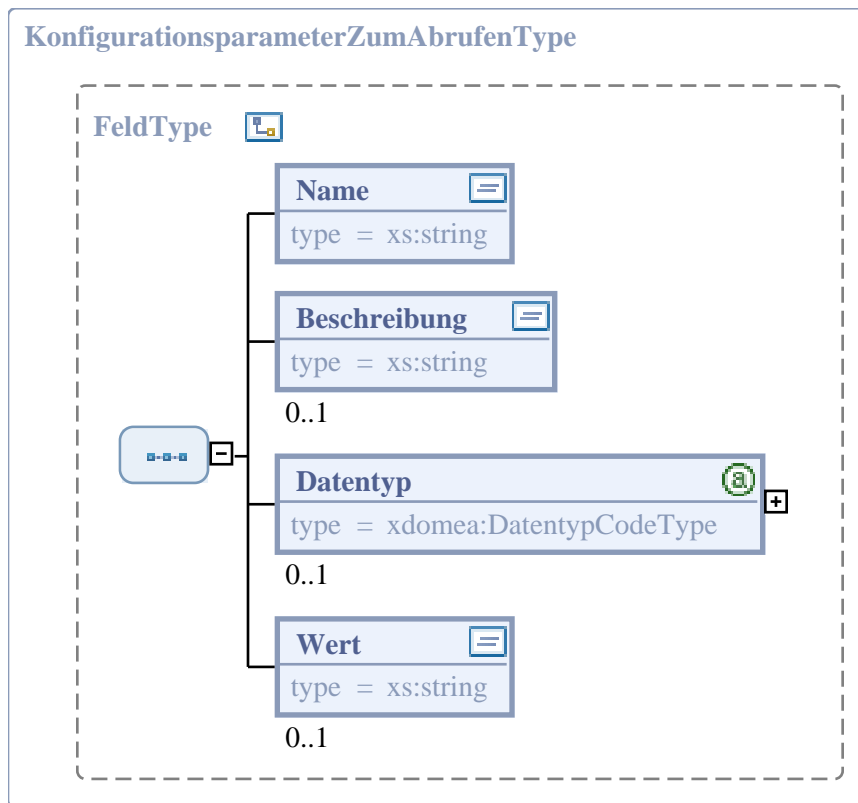 KonfigurationsparameterZumAbrufenType
FeldType
Name
type = xs:string
Beschreibung
type = xs:string
0..1
Datentyp
a
type = xdomea:DatentypCodeType
0..1
Wert
type = xs:string
0..1